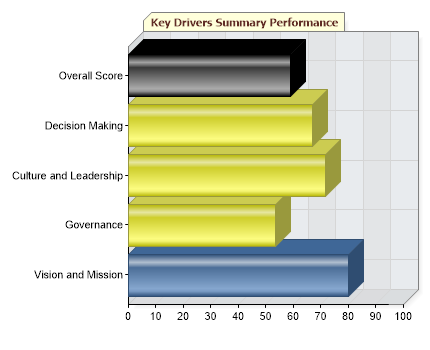 Key Drivers Summary Performance
Overall Score
Decision Making
Culture and Leadership
Governance
Vision and Mission
0 10 20 30 40 50 60 70 80 90 100